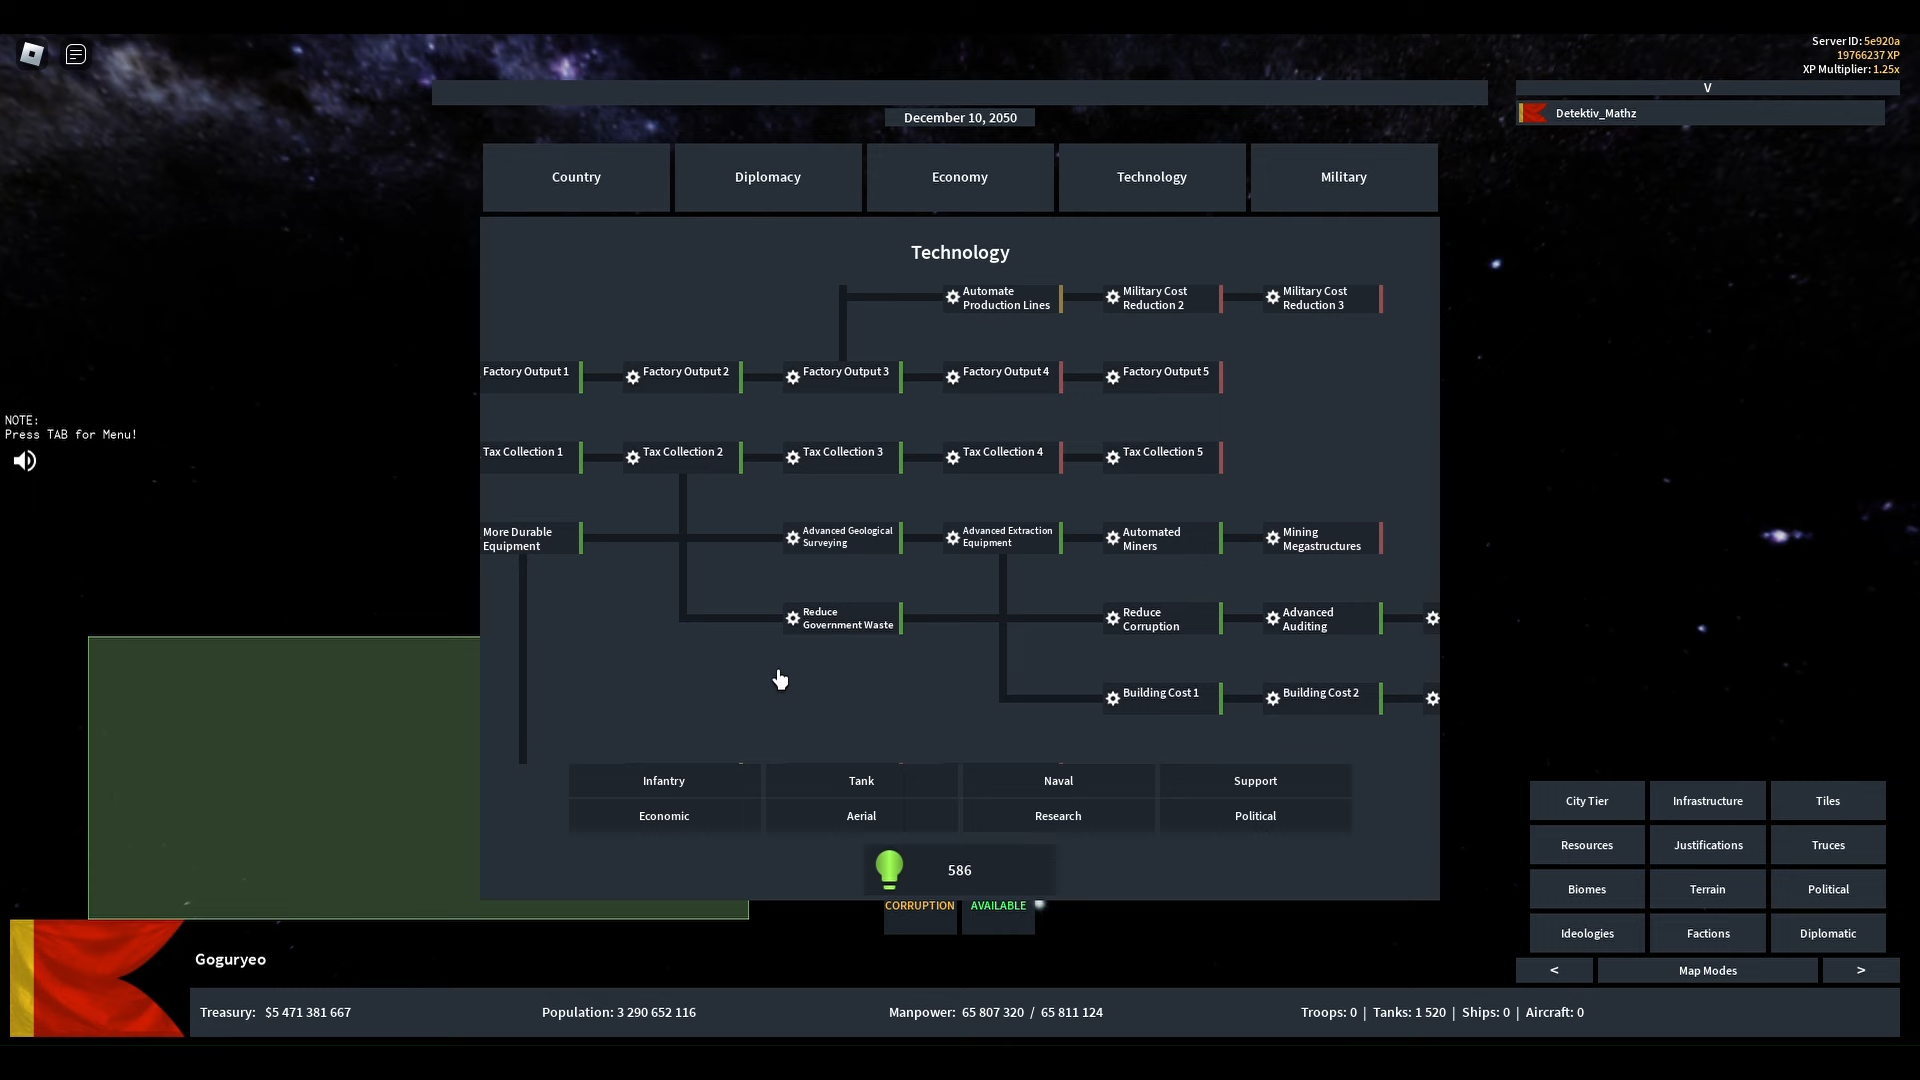 Server ID: 5e920a
19766237 XP
XP Multiplier: 1.25x
V
Detektiv_Mathz
December 10, 2050
Country
Diplomacy
Economy
Technology
Military
Technology
Automate
Production Lines
Military Cost
Reduction 2
Military Cost
Reduction 3
Factory Output 1
Factory Output 2
Factory Output 3
Factory Output 4
Factory Output 5
NOTE:
Press TAB for Menu!
Tax Collection 1
Tax Collection 2
Tax Collection 3
Tax Collection 4
Tax Collection 5
More Durable
Equipment
Advanced Geological
Surveying
Advanced Extraction
Equipment
Automated
Miners
Mining
Megastructures
Reduce
Government Waste
Reduce
Corruption
Advanced
Auditing
Building Cost 1
Building Cost 2
Infantry
Tank
Naval
Support
Economic
Aerial
Research
Political
586
CORRUPTION
AVAILABLE
City Tier
Infrastructure
Tiles
Resources
Justifications
Truces
Biomes
Terrain
Political
Ideologies
Factions
Diplomatic
<
Map Modes
>
Goguryeo
Treasury: $5 471 381 667
Population: 3 290 652 116
Manpower: 65 807 320 / 65 811 124
Troops: 0 | Tanks: 1 520 | Ships: 0 | Aircraft: 0